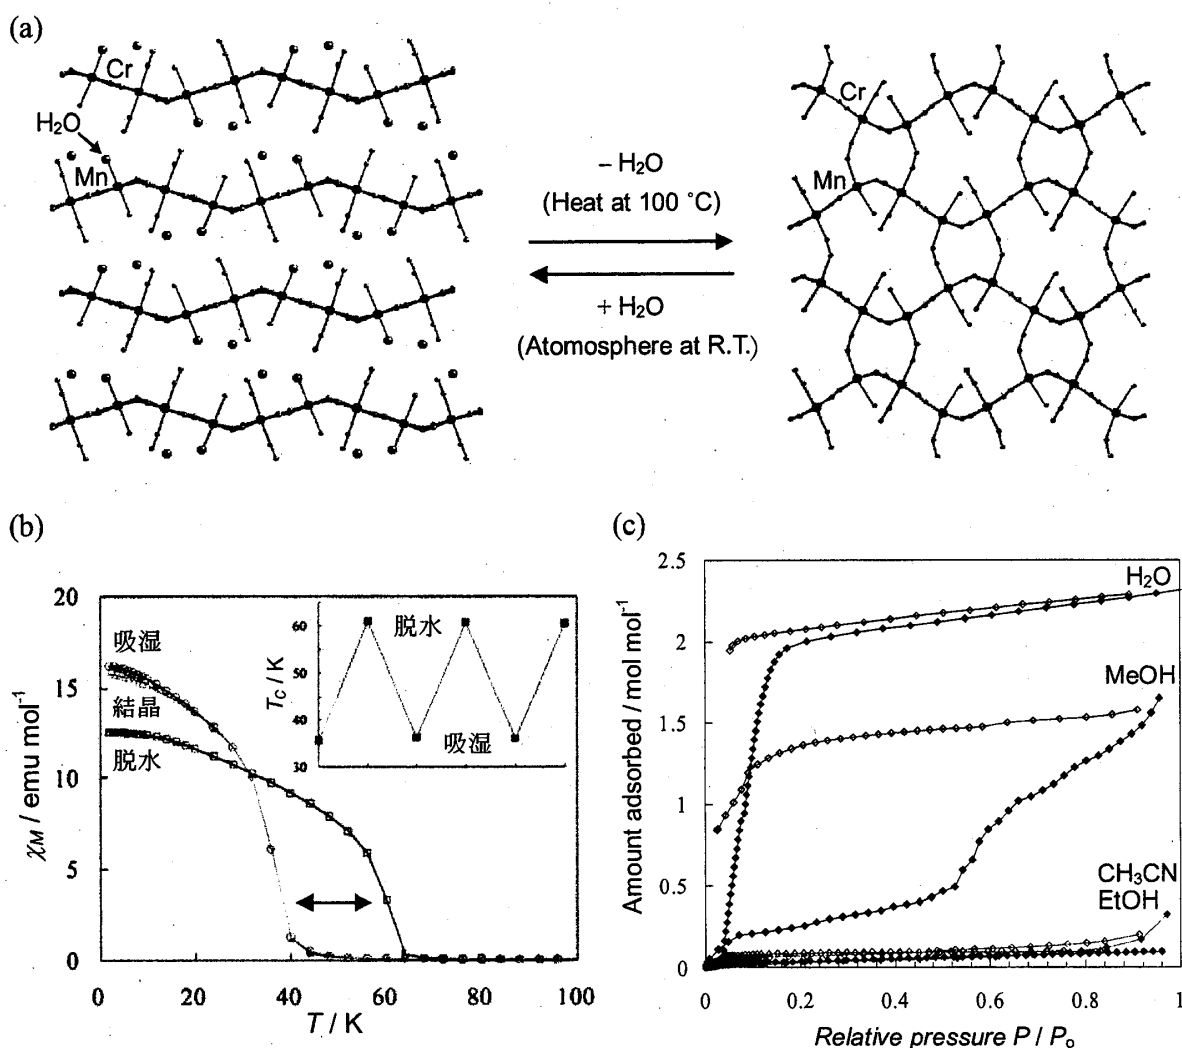 (a)
Cr
H₂O
Mn
– H₂O
(Heat at 100 °C)
+ H₂O
(Atomosphere at R.T.)
Cr
Mn
(b)
20
15
10
5
0
χM / emu mol⁻¹
吸湿
結晶
脱水
60
50
40
30
TC / K
脱水
吸湿
0 20 40 60 80 100
T / K
(c)
2.5
2
1.5
1
0.5
0
Amount adsorbed / mol mol⁻¹
H₂O
MeOH
CH₃CN
EtOH
0 0.2 0.4 0.6 0.8 1
Relative pressure P / Po